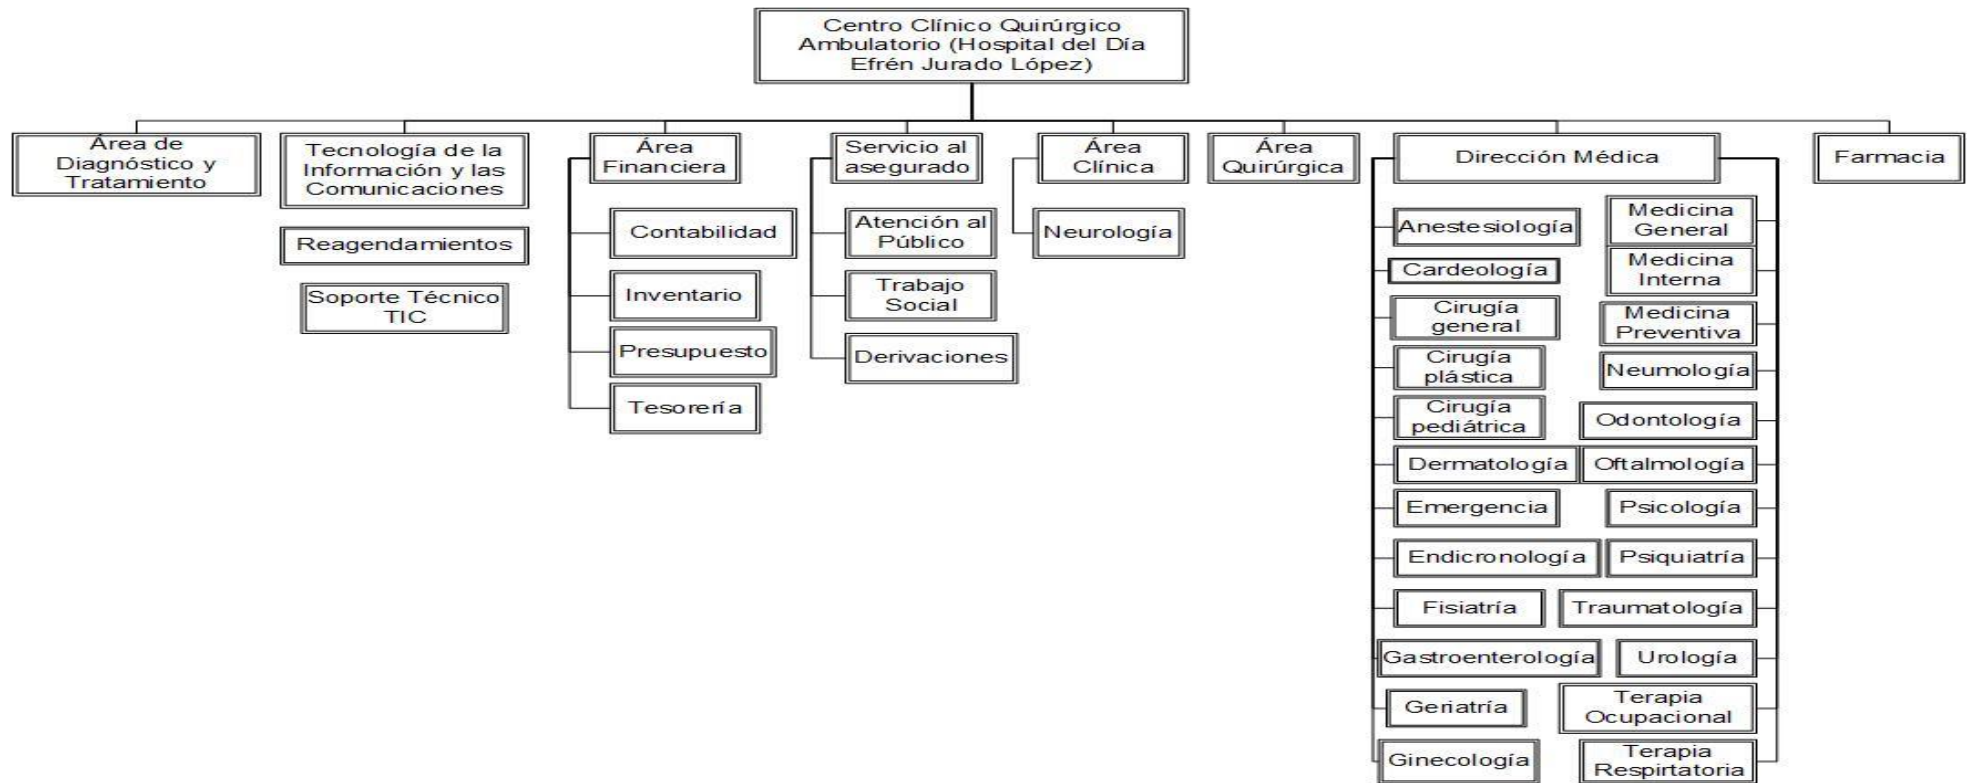 Centro Clínico Quirúrgico
Ambulatorio (Hospital del Día
Efrén Jurado López)
Área de
Diagnóstico y
Tratamiento
Tecnología de la
Información y las
Comunicaciones
Reagendamientos
Soporte Técnico
TIC
Área
Financiera
Contabilidad
Inventario
Presupuesto
Tesorería
Servicio al
asegurado
Atención al
Público
Trabajo
Social
Derivaciones
Área
Clínica
Neurología
Área
Quirúrgica
Dirección Médica
Anestesiología
Cardeología
Cirugía
general
Cirugía
plástica
Cirugía
pediátrica
Dermatología
Emergencia
Endicronología
Fisiatría
Gastroenterología
Geriatría
Ginecología
Medicina
General
Medicina
Interna
Medicina
Preventiva
Neumología
Odontología
Oftalmología
Psicología
Psiquiatría
Traumatología
Urología
Terapia
Ocupacional
Terapia
Respirtatoria
Farmacia